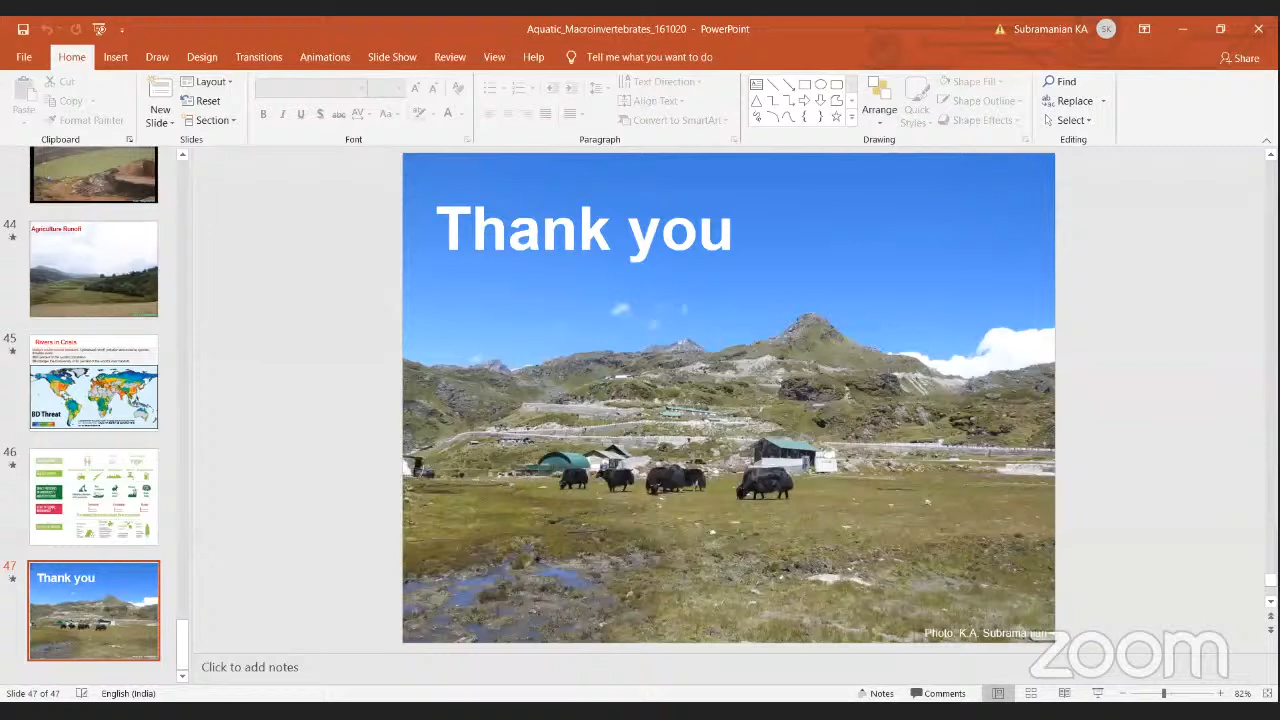 Aquatic_Macroinvertebrates_161020 - PowerPoint
Subramanian KA
SK
File Home Insert Draw Design Transitions Animations Slide Show Review View Help Tell me what you want to do
Share
Paste
Cut
Copy
Format Painter
Clipboard
New Slide
Layout
Reset
Section
Slides
Font
Text Direction
Align Text
Convert to SmartArt
Paragraph
Arrange
Quick Styles
Shape Fill
Shape Outline
Shape Effects
Drawing
Find
Replace
Select
Editing
44
Agriculture Runoff
45
Rivers in Crisis
BD Threat
46
47
Thank you
Thank you
Photo: K.A. Subramanian
zoom
Click to add notes
Slide 47 of 47
English (India)
Notes
Comments
82%